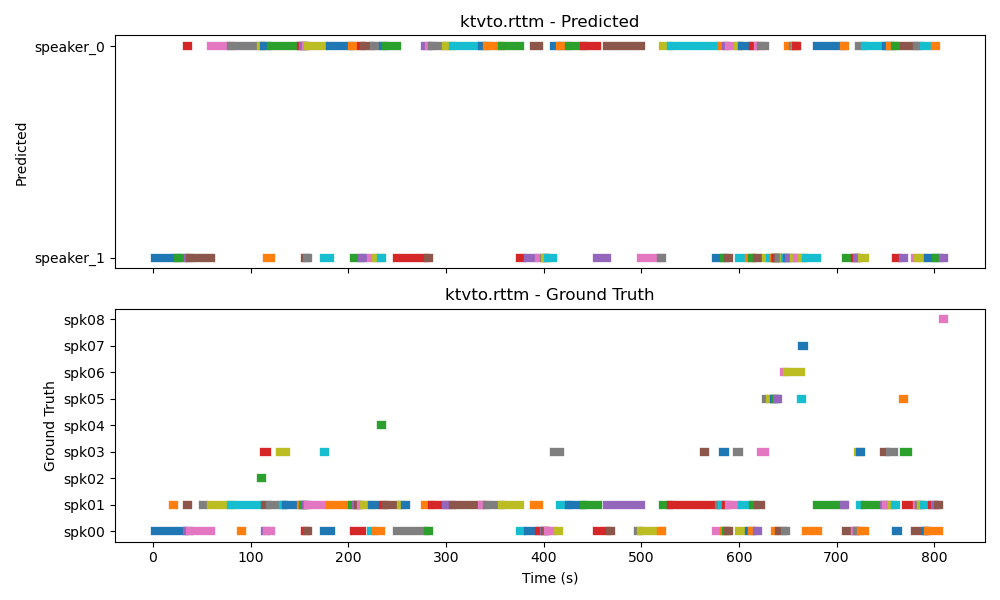 ktvto.rttm - Predicted
speaker_0
Predicted
speaker_1
ktvto.rttm - Ground Truth
spk08
spk07
spk06
spk05
spk04
Ground Truth
spk03
spk02
spk01
spk00
0 100 200 300 400 500 600 700 800
Time (s)